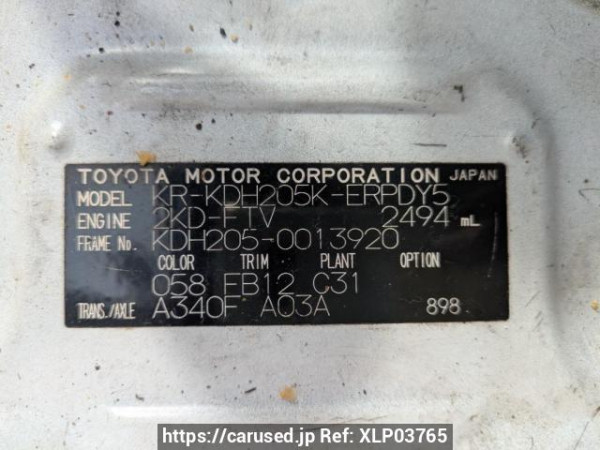 TOYOTA MOTOR CORPORATION JAPAN
MODEL KR-KDH205K-ERPDY5
ENGINE 2KD-FTV 2494 mL
FRAME No. KDH205-0013920
COLOR TRIM PLANT OPTION
058 FB12 C31
TRANS./AXLE A340F A03A 898
https://carused.jp Ref: XLP03765